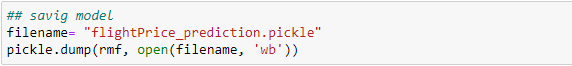 ## savig model
filename= "flightPrice_prediction.pickle"
pickle.dump(rmf, open(filename, 'wb'))